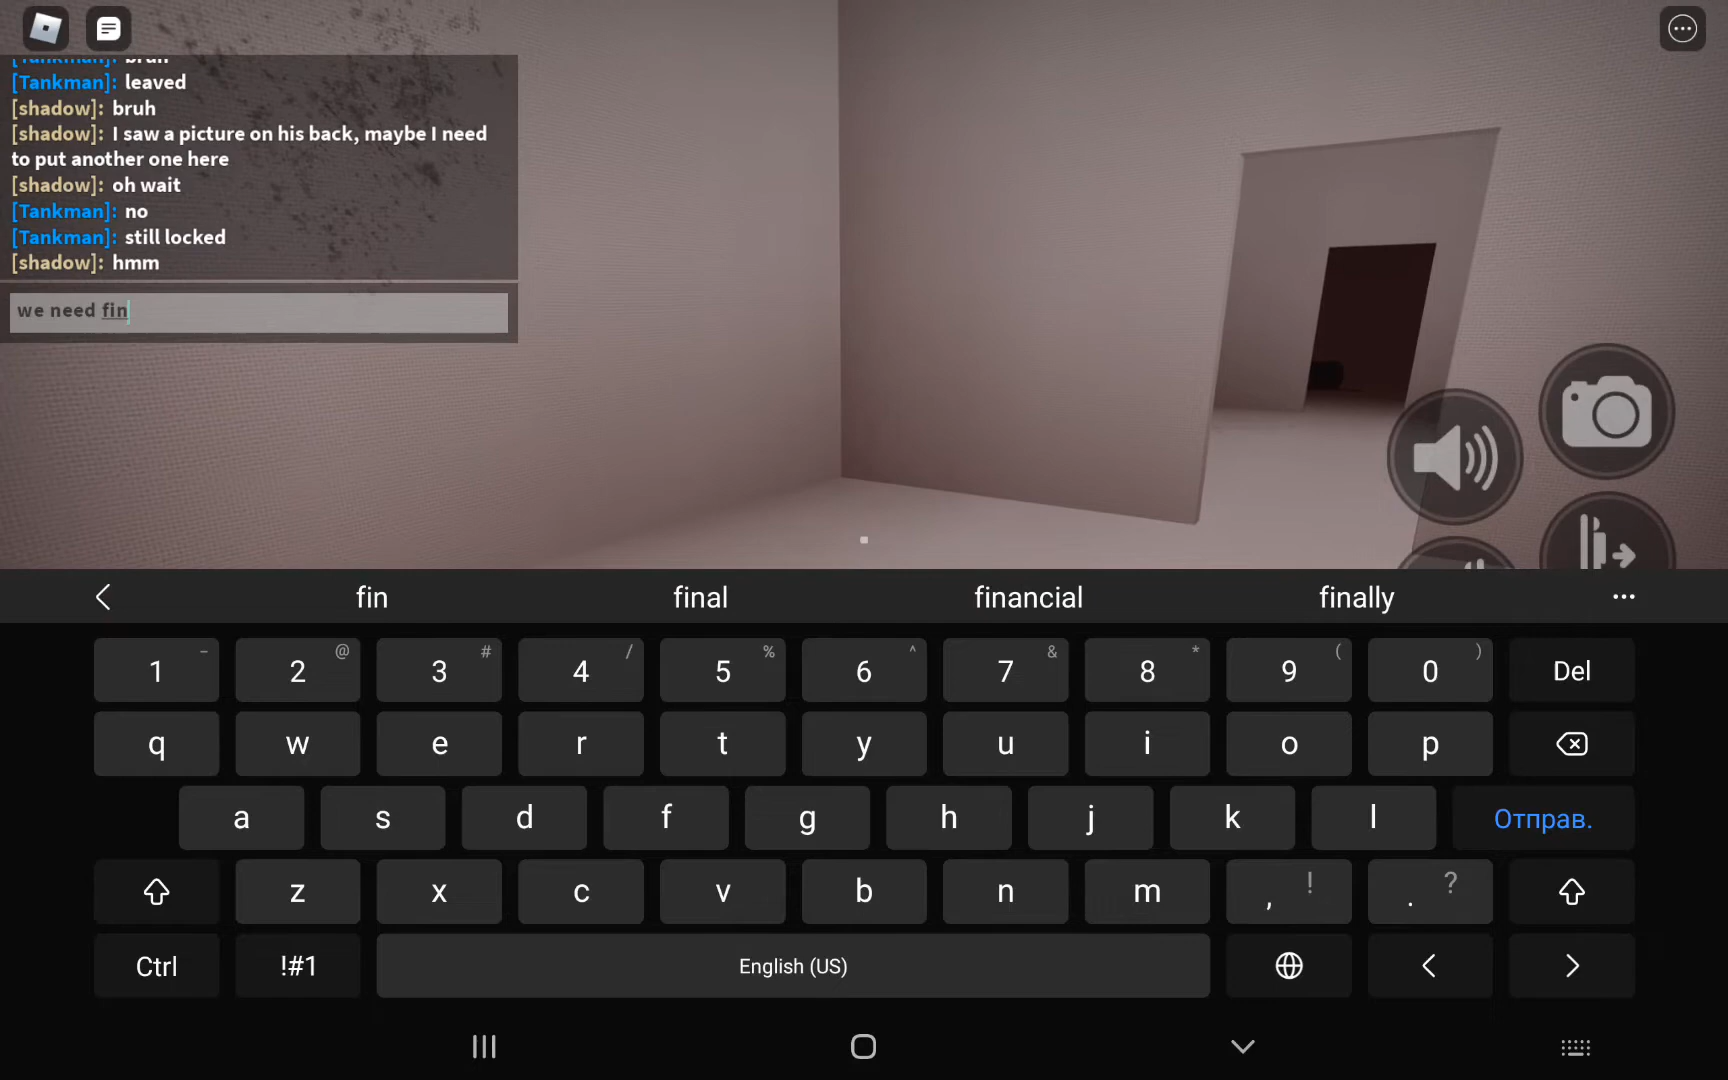 [Tankman]: bruh
[Tankman]: leaved
[shadow]: bruh
[shadow]: I saw a picture on his back, maybe I need
to put another one here
[shadow]: oh wait
[Tankman]: no
[Tankman]: still locked
[shadow]: hmm
we need fin
fin final financial finally
1 - 2 @ 3 # 4 / 5 % 6 ^ 7 & 8 * 9 ( 0 ) Del
q w e r t y u i o p
a s d f g h j k l Отправ.
z x c v b n m , ! . ?
Ctrl !#1 English (US) < >